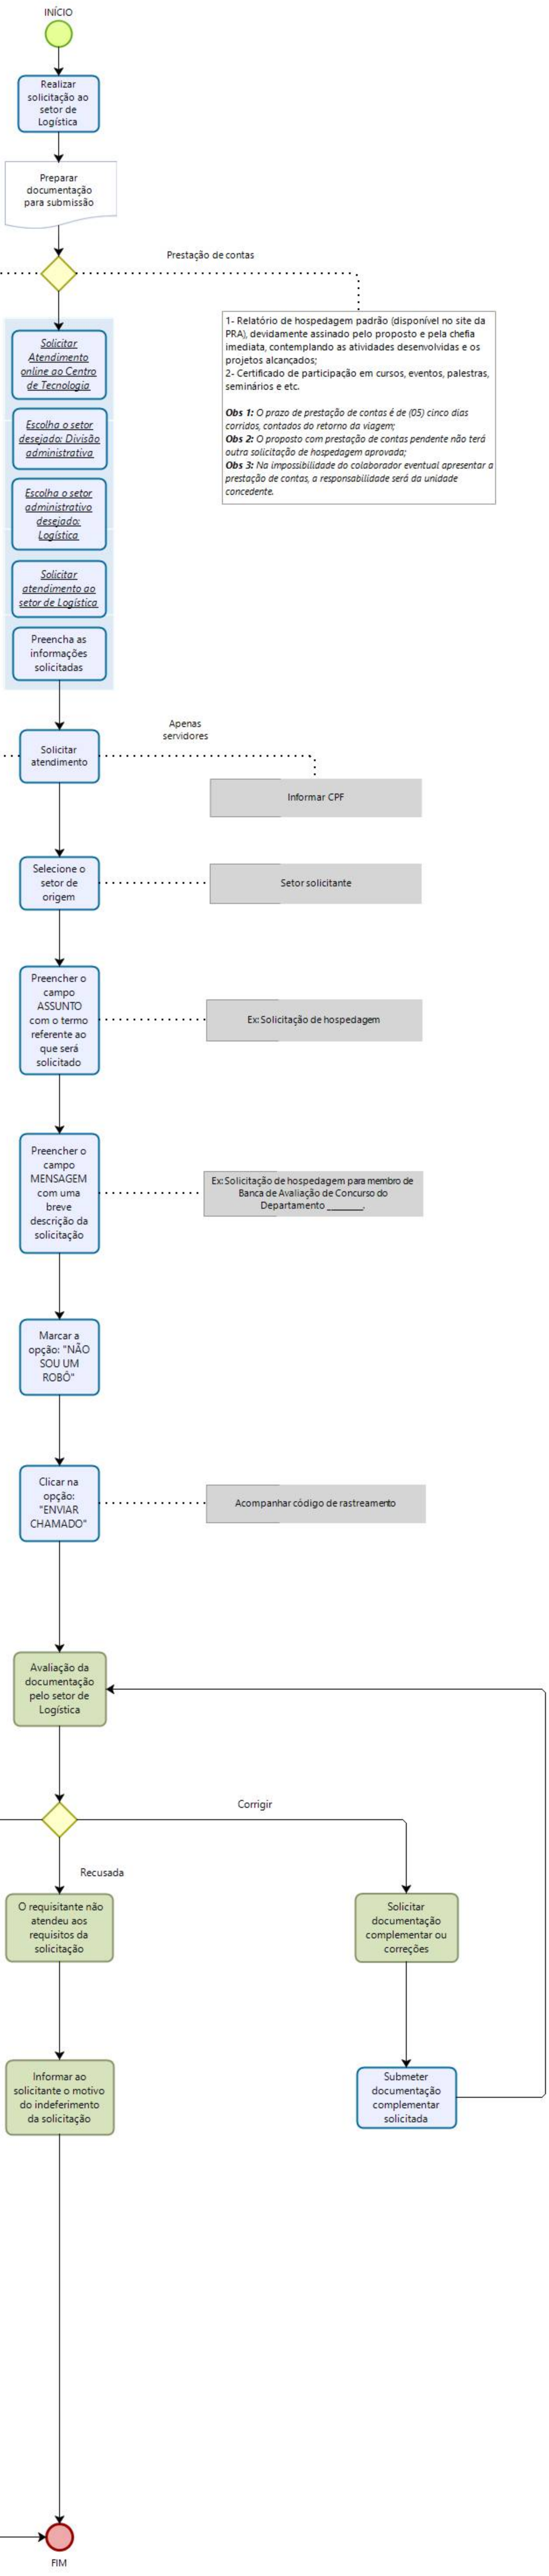 INÍCIO
Realizar
solicitação ao
setor de
Logística
Preparar
documentação
para submissão
Prestação de contas
1- Relatório de hospedagem padrão (disponível no site da
PRA), devidamente assinado pelo proposto e pela chefia
imediata, contemplando as atividades desenvolvidas e os
projetos alcançados;
2- Certificado de participação em cursos, eventos, palestras,
seminários e etc.
Obs 1: O prazo de prestação de contas é de (05) cinco dias
corridos, contados do retorno da viagem;
Obs 2: O proposto com prestação de contas pendente não terá
outra solicitação de hospedagem aprovada;
Obs 3: Na impossibilidade do colaborador eventual apresentar a
prestação de contas, a responsabilidade será da unidade
concedente.
Solicitar
Atendimento
online ao Centro
de Tecnologia
Escolha o setor
desejado: Divisão
administrativa
Escolha o setor
administrativo
desejado:
Logística
Solicitar
atendimento ao
setor de Logística
Preencha as
informações
solicitadas
Solicitar
atendimento
Apenas
servidores
Informar CPF
Selecione o
setor de
origem
Setor solicitante
Preencher o
campo
ASSUNTO
com o termo
referente ao
que será
solicitado
Ex: Solicitação de hospedagem
Preencher o
campo
MENSAGEM
com uma
breve
descrição da
solicitação
Ex: Solicitação de hospedagem para membro de
Banca de Avaliação de Concurso do
Departamento ________.
Marcar a
opção: "NÃO
SOU UM
ROBÔ"
Clicar na
opção:
"ENVIAR
CHAMADO"
Acompanhar código de rastreamento
Avaliação da
documentação
pelo setor de
Logística
Corrigir
Recusada
O requisitante não
atendeu aos
requisitos da
solicitação
Solicitar
documentação
complementar ou
correções
Informar ao
solicitante o motivo
do indeferimento
da solicitação
Submeter
documentação
complementar
solicitada
FIM